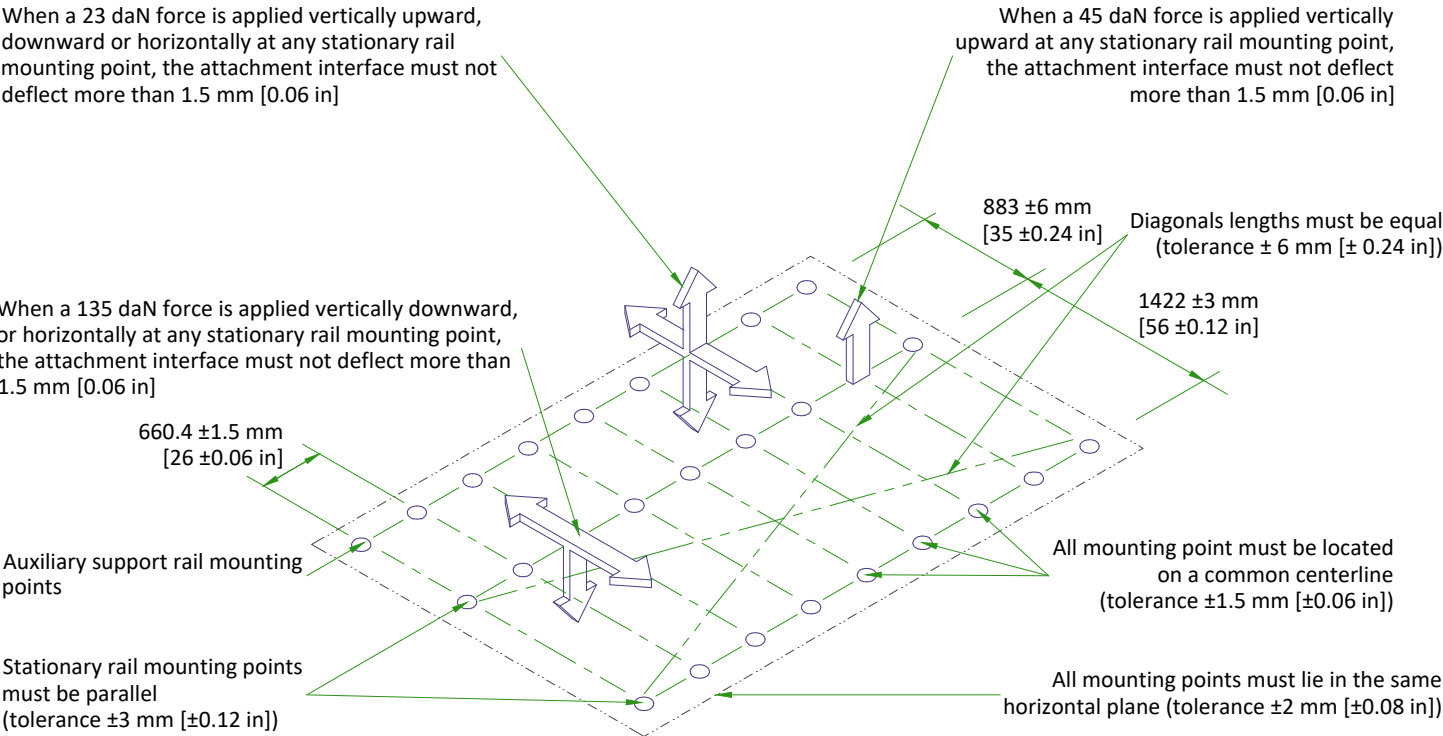 When a 23 daN force is applied vertically upward,
downward or horizontally at any stationary rail
mounting point, the attachment interface must not
deflect more than 1.5 mm [0.06 in]
When a 45 daN force is applied vertically
upward at any stationary rail mounting point,
the attachment interface must not deflect
more than 1.5 mm [0.06 in]
883 ±6 mm
[35 ±0.24 in]
Diagonals lengths must be equal
(tolerance ± 6 mm [± 0.24 in])
1422 ±3 mm
[56 ±0.12 in]
When a 135 daN force is applied vertically downward,
or horizontally at any stationary rail mounting point,
the attachment interface must not deflect more than
1.5 mm [0.06 in]
660.4 ±1.5 mm
[26 ±0.06 in]
Auxiliary support rail mounting
points
All mounting point must be located
on a common centerline
(tolerance ±1.5 mm [±0.06 in])
Stationary rail mounting points
must be parallel
(tolerance ±3 mm [±0.12 in])
All mounting points must lie in the same
horizontal plane (tolerance ±2 mm [±0.08 in])